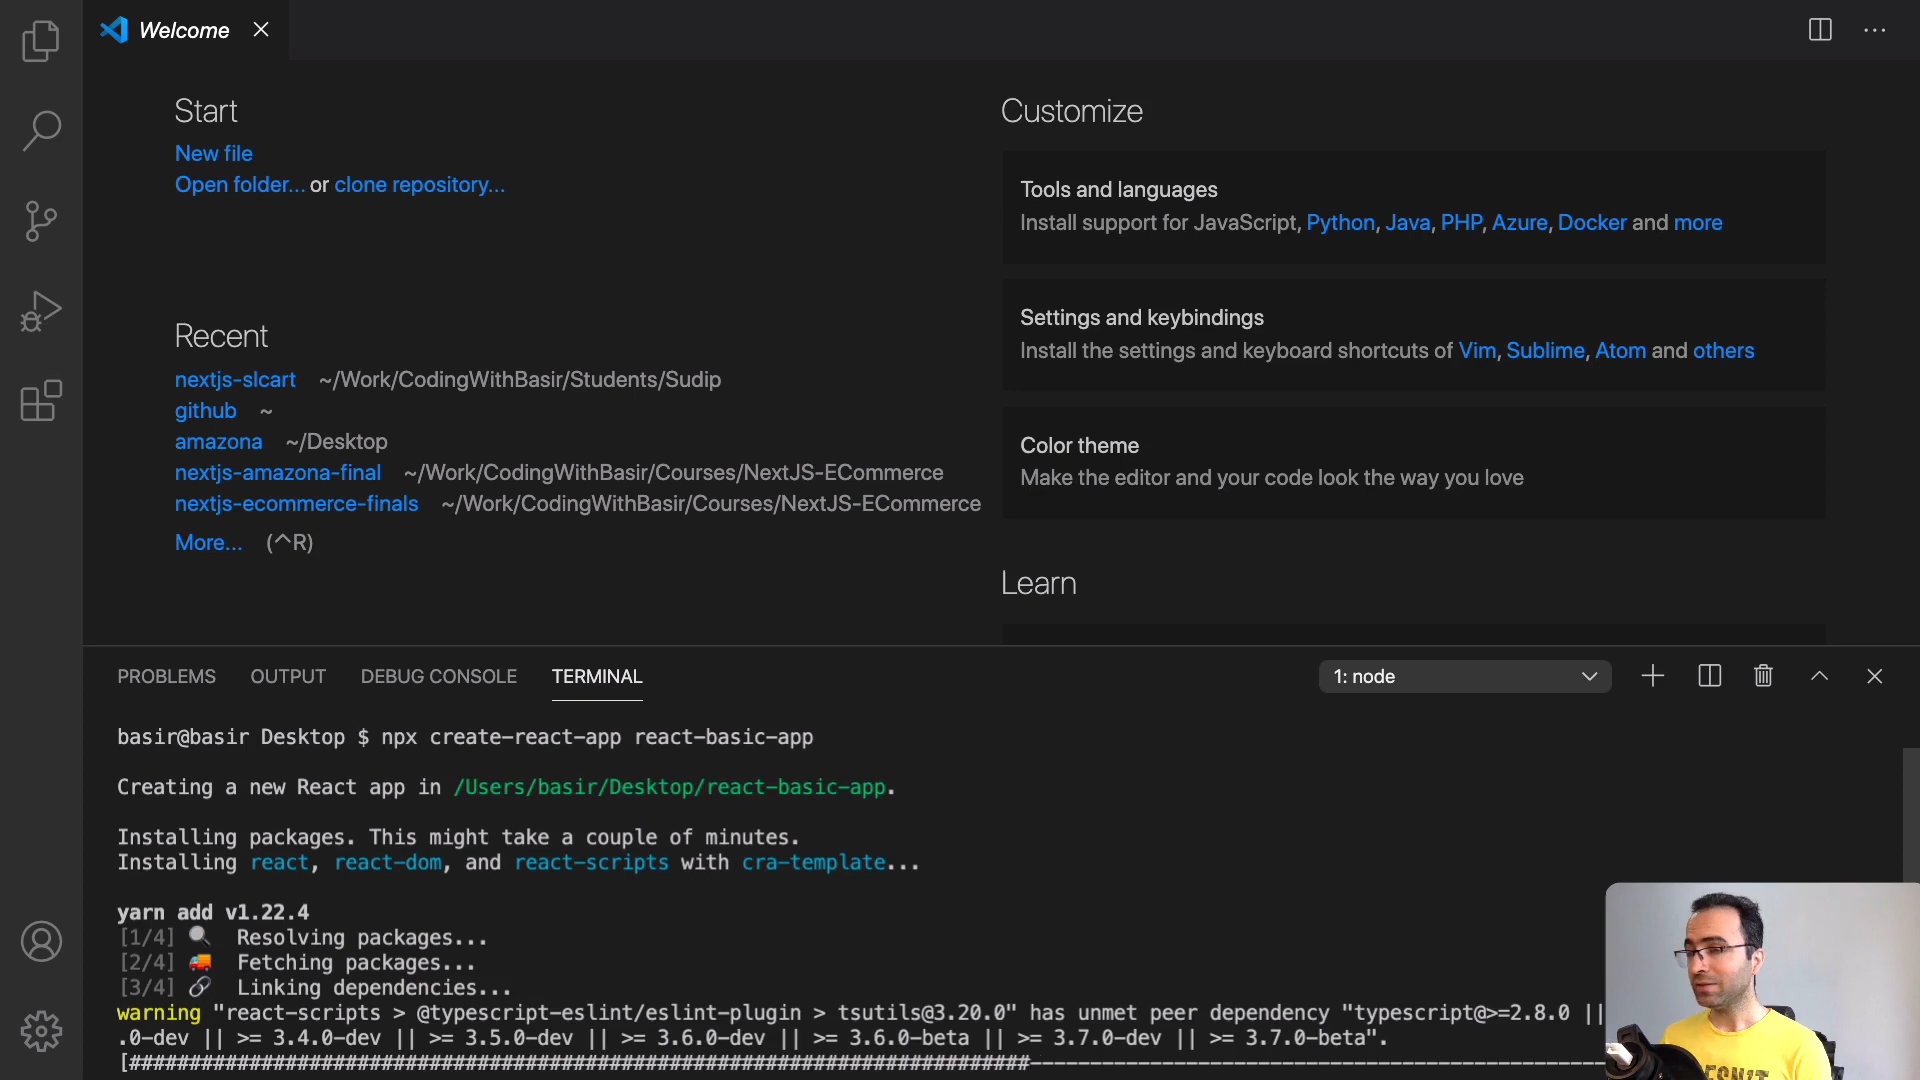 Welcome
Start
New file
Open folder... or clone repository...
Recent
nextjs-slcart ~/Work/CodingWithBasir/Students/Sudip
github ~
amazona ~/Desktop
nextjs-amazona-final ~/Work/CodingWithBasir/Courses/NextJS-ECommerce
nextjs-ecommerce-finals ~/Work/CodingWithBasir/Courses/NextJS-ECommerce
More... (^R)
Customize
Tools and languages
Install support for JavaScript, Python, Java, PHP, Azure, Docker and more
Settings and keybindings
Install the settings and keyboard shortcuts of Vim, Sublime, Atom and others
Color theme
Make the editor and your code look the way you love
Learn
PROBLEMS OUTPUT DEBUG CONSOLE TERMINAL
1: node
basir@basir Desktop $ npx create-react-app react-basic-app
Creating a new React app in /Users/basir/Desktop/react-basic-app.
Installing packages. This might take a couple of minutes.
Installing react, react-dom, and react-scripts with cra-template...
yarn add v1.22.4
[1/4] 🔍 Resolving packages...
[2/4] 🚚 Fetching packages...
[3/4] 🔗 Linking dependencies...
warning "react-scripts > @typescript-eslint/eslint-plugin > tsutils@3.20.0" has unmet peer dependency "typescript@>=2.8.0 ||
.0-dev || >= 3.4.0-dev || >= 3.5.0-dev || >= 3.6.0-dev || >= 3.6.0-beta || >= 3.7.0-dev || >= 3.7.0-beta".
[###########################################################################------------------------------------------------